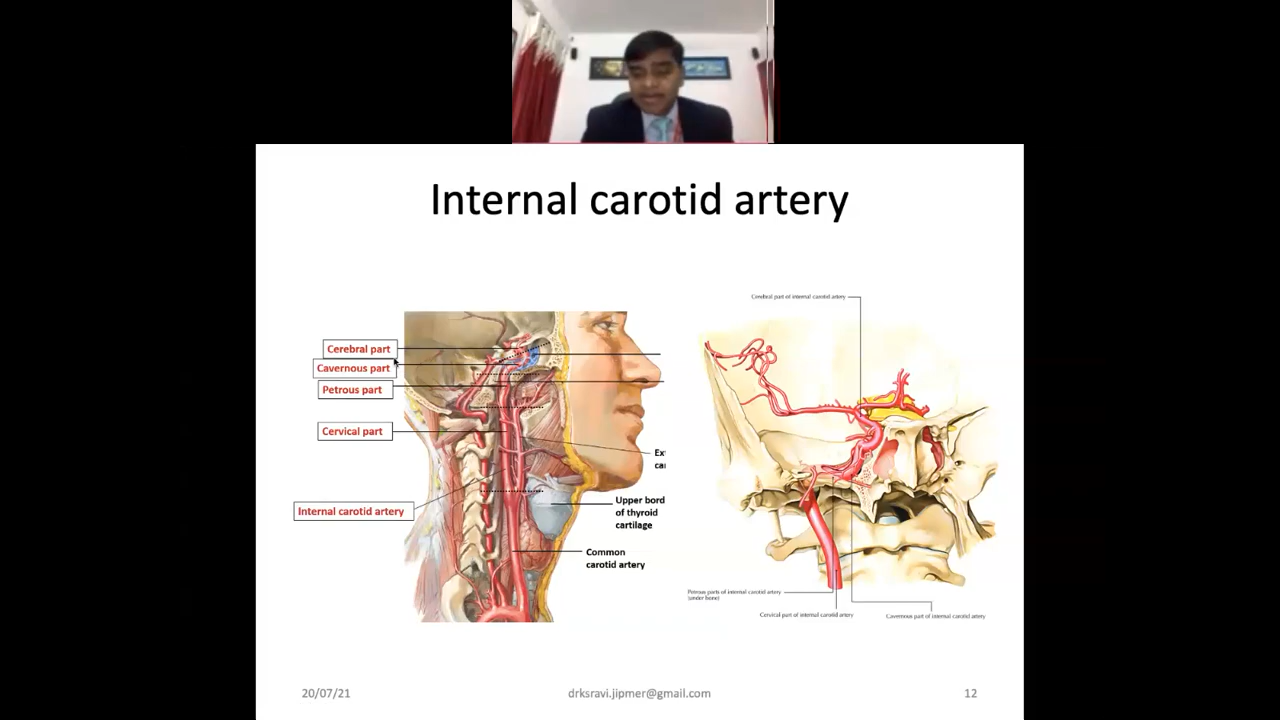 Internal carotid artery
Cerebral part
Cavernous part
Petrous part
Cervical part
Internal carotid artery
Ex
ca
Upper bord
of thyroid
cartilage
Common
carotid artery
Cerebral part of internal carotid artery
Petrous parts of internal carotid artery
(under bone)
Cervical part of internal carotid artery
Cavernous part of internal carotid artery
20/07/21
drksravi.jipmer@gmail.com
12